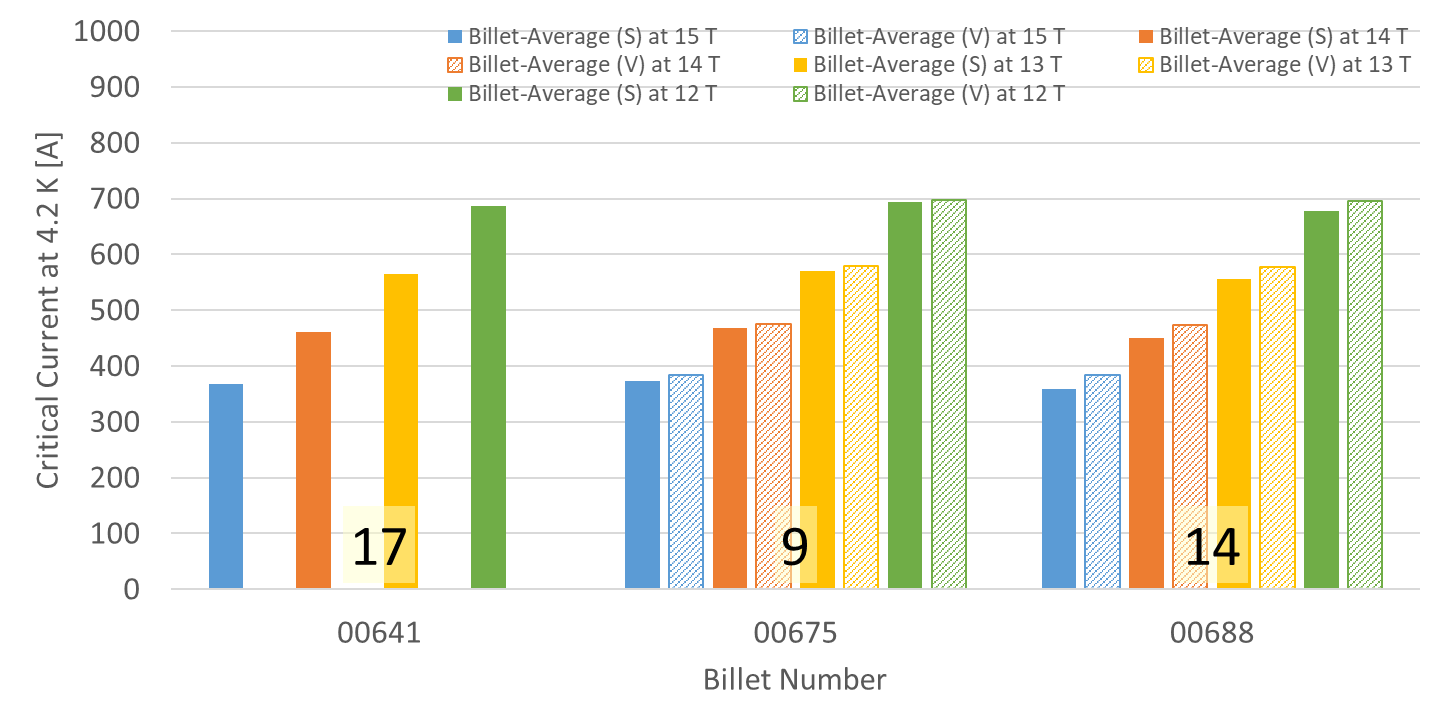 Billet-Average (S) at 15 T Billet-Average (V) at 15 T Billet-Average (S) at 14 T
Billet-Average (V) at 14 T Billet-Average (S) at 13 T Billet-Average (V) at 13 T
Billet-Average (S) at 12 T Billet-Average (V) at 12 T
Critical Current at 4.2 K [A]
1000
900
800
700
600
500
400
300
200
100
0
17 9 14
00641 00675 00688
Billet Number